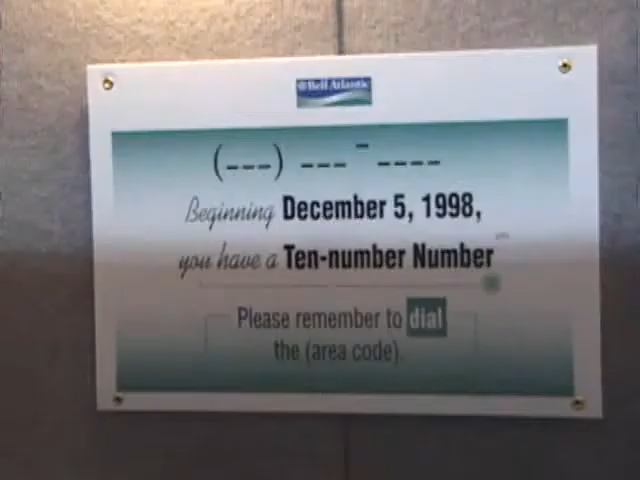 Bell Atlantic
(---) --- - ----
Beginning December 5, 1998,
you have a Ten-number Number
Please remember to dial
the (area code).